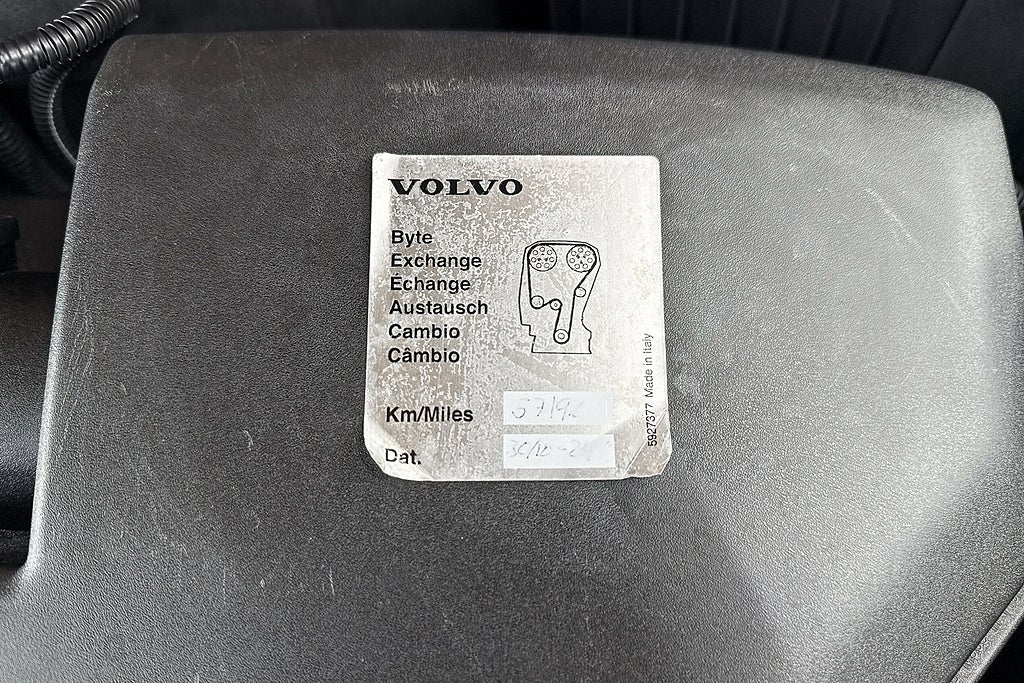 VOLVO
Byte
Exchange
Échange
Austausch
Cambio
Câmbio
Km/Miles
Dat.
5927377 Made in Italy